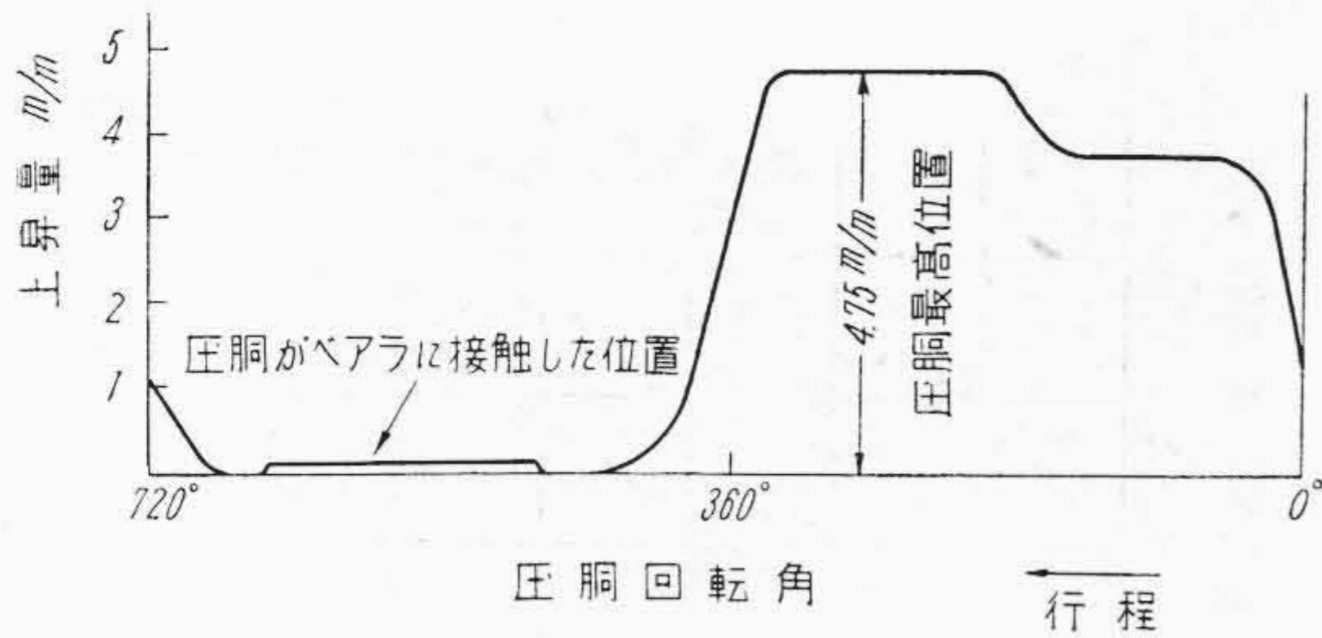 上昇量 m/m
5
4
3
2
1
圧胴がベアラに接触した位置
4.75 m/m
圧胴最高位置
720°
360°
0°
圧胴回転角
行程